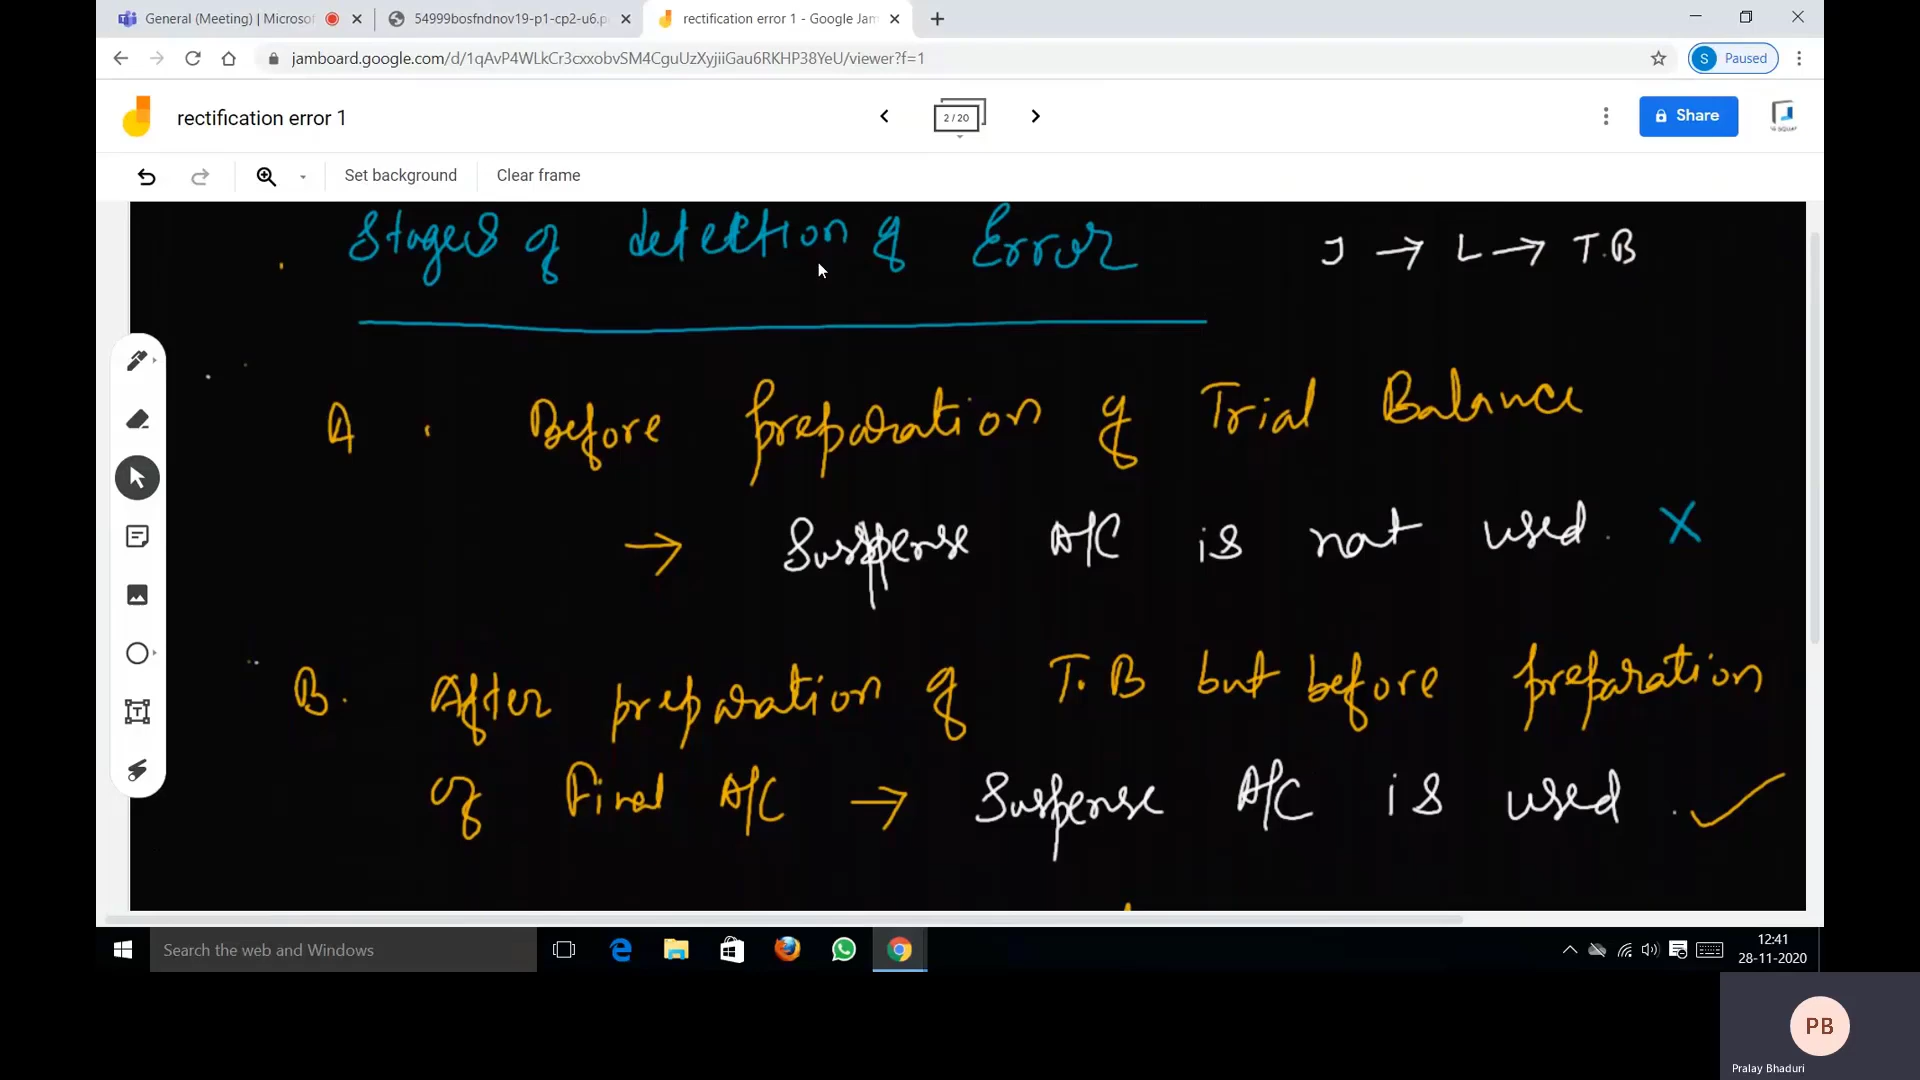 General (Meeting) | Microsof
54999bosfndnov19-p1-cp2-u6.p
rectification error 1 - Google Jam
jamboard.google.com/d/1qAvP4WLkCr3cxxobvSM4CguUzXyjiiGau6RKHP38YeU/viewer?f=1
S Paused
rectification error 1
2 / 20
Share
Set background
Clear frame
Stages of detection of Error
J → L → T.B
A . Before preparation of Trial Balance
→ Suspense A/C is not used. X
B. After preparation of T.B but before preparation
of Final A/C → Suspense A/C is used. ✓
Search the web and Windows
12:41
28-11-2020
PB
Pralay Bhaduri